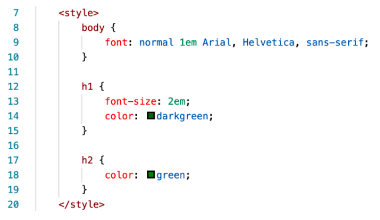 7 <style>
8 body {
9 font: normal 1em Arial, Helvetica, sans-serif;
10 }
11
12 h1 {
13 font-size: 2em;
14 color: darkgreen;
15 }
16
17 h2 {
18 color: green;
19 }
20 </style>